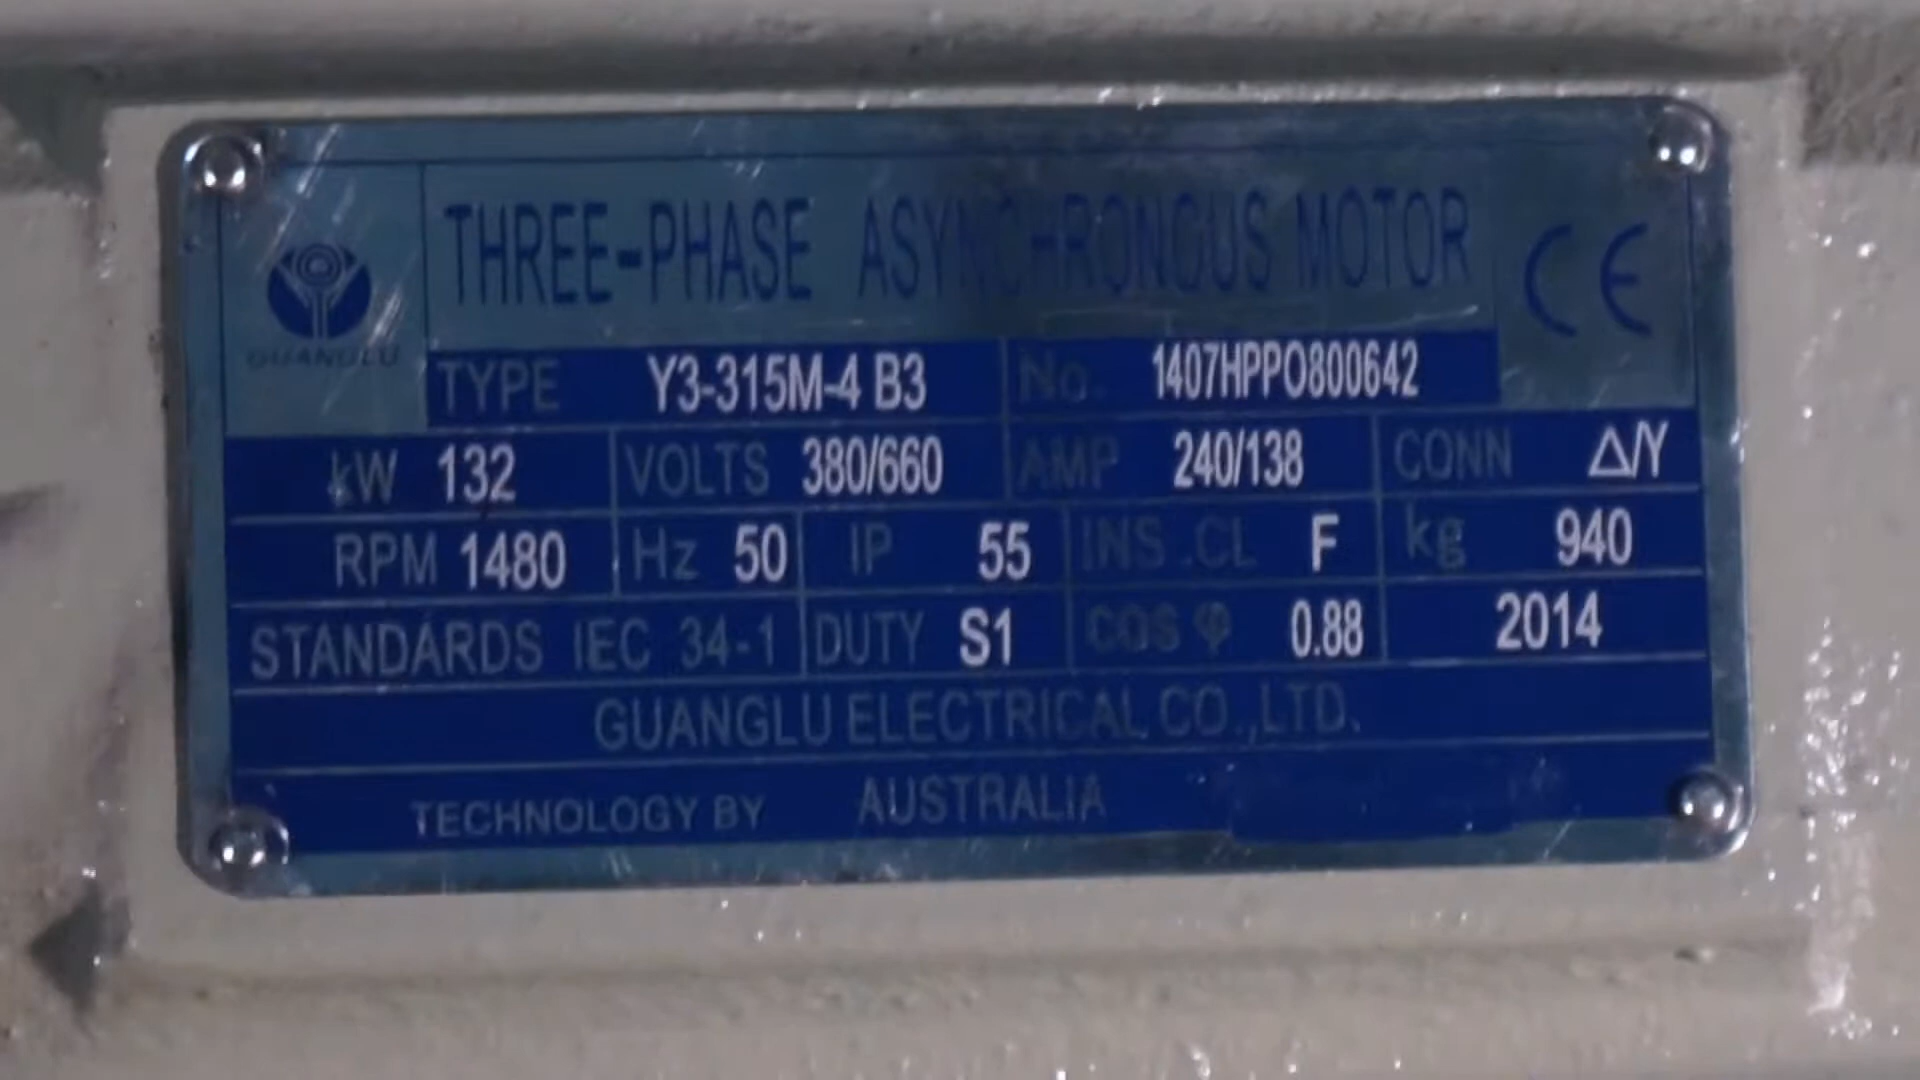 THREE-PHASE ASYNCHRONGUS MOTOR
CE
GUANGLU
TYPE Y3-315M-4 B3 No. 1407HPPO800642
kW 132 VOLTS 380/660 AMP 240/138 CONN Δ/Y
RPM 1480 Hz 50 IP 55 INS .CL F kg 940
STANDARDS IEC 34-1 DUTY S1 COS φ 0.88 2014
GUANGLU ELECTRICAL CO.,LTD.
TECHNOLOGY BY AUSTRALIA